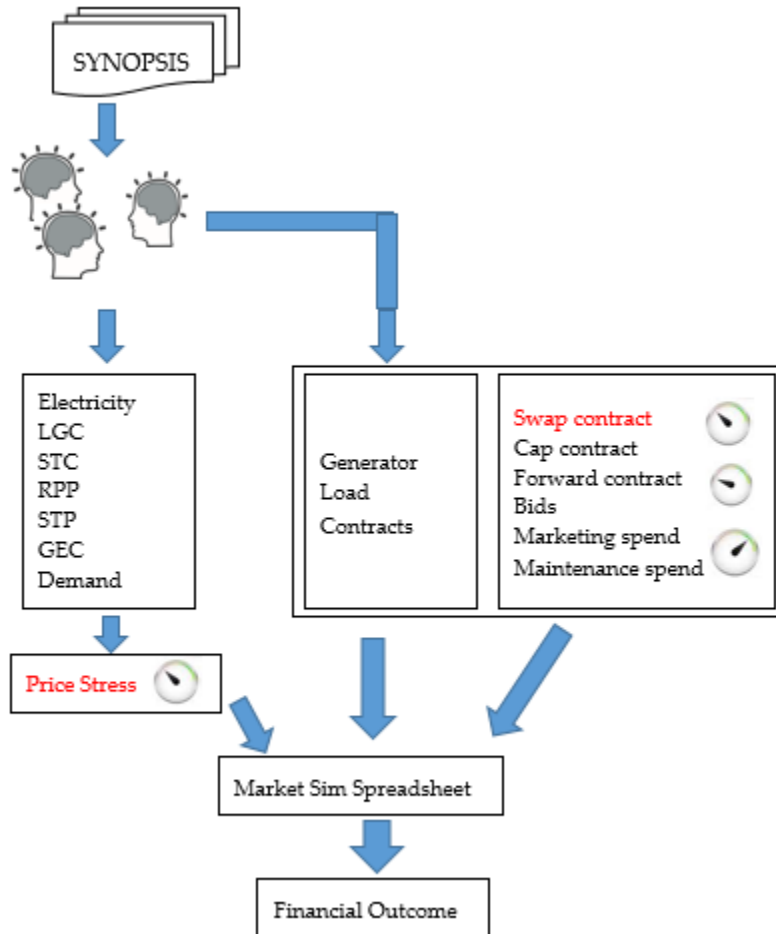 SYNOPSIS
Electricity
LGC
STC
RPP
STP
GEC
Demand
Generator
Load
Contracts
Swap contract
Cap contract
Forward contract
Bids
Marketing spend
Maintenance spend
Price Stress
Market Sim Spreadsheet
Financial Outcome